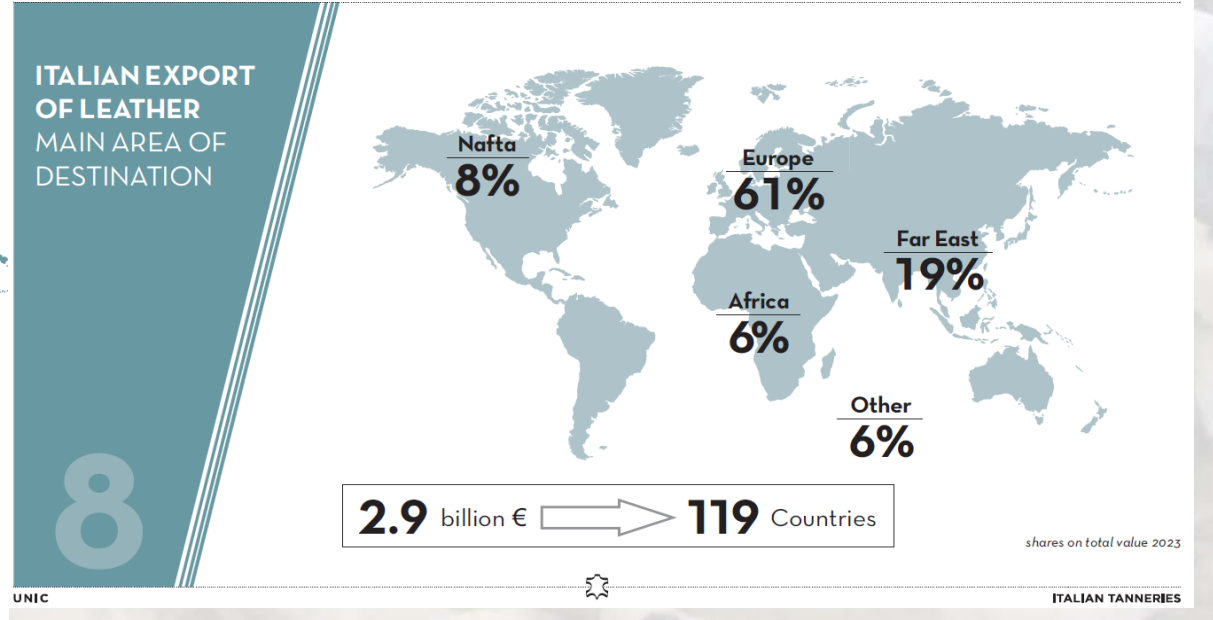 ITALIAN EXPORT
OF LEATHER
MAIN AREA OF
DESTINATION
Nafta
8%
Europe
61%
Far East
19%
Africa
6%
Other
6%
2.9 billion € 119 Countries
shares on total value 2023
8
UNIC
ITALIAN TANNERIES